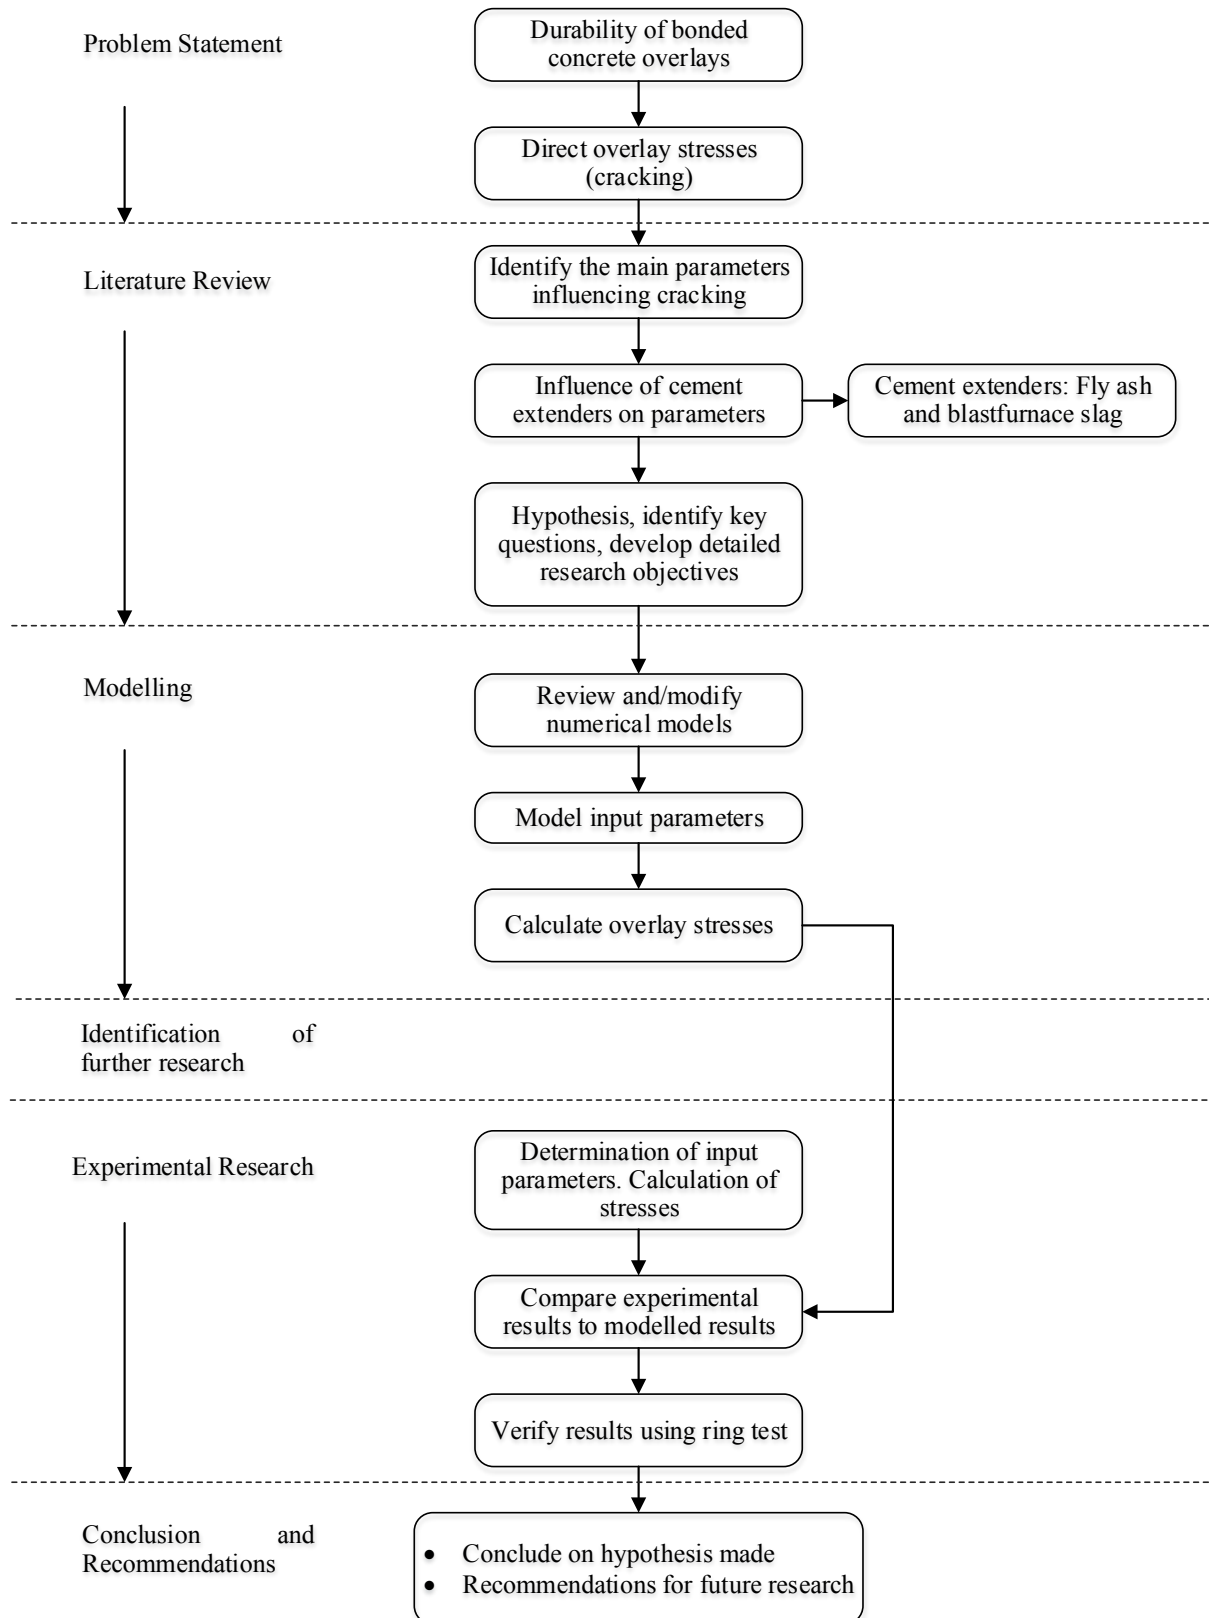 Problem Statement
Durability of bonded
concrete overlays
Direct overlay stresses
(cracking)
Literature Review
Identify the main parameters
influencing cracking
Influence of cement
extenders on parameters
Cement extenders: Fly ash
and blastfurnace slag
Hypothesis, identify key
questions, develop detailed
research objectives
Modelling
Review and/modify
numerical models
Model input parameters
Calculate overlay stresses
Identification of
further research
Experimental Research
Determination of input
parameters. Calculation of
stresses
Compare experimental
results to modelled results
Verify results using ring test
Conclusion and
Recommendations
• Conclude on hypothesis made
• Recommendations for future research